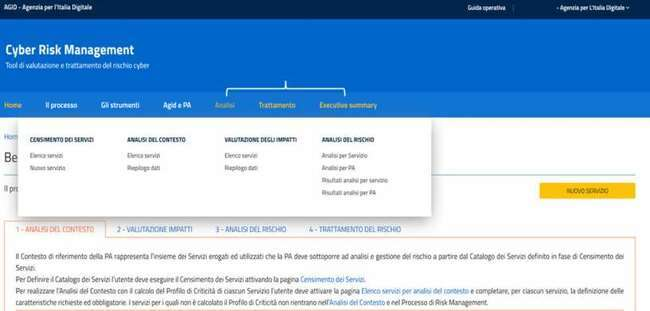 AGID - Agenzia per l'Italia Digitale
Guida operativa
- Agenzia per L'Italia Digitale
Cyber Risk Management
Tool di valutazione e trattamento del rischio cyber
Home Il processo Gli strumenti Agid e PA Analisi Trattamento Executive summary
CENSIMENTO DEI SERVIZI
Elenco servizi
Nuovo servizio
ANALISI DEL CONTESTO
Elenco servizi
Riepilogo dati
VALUTAZIONE DEGLI IMPATTI
Elenco servizi
Riepilogo dati
ANALISI DEL RISCHIO
Analisi per Servizio
Analisi per PA
Risultati analisi per servizio
Risultati analisi per PA
Hom
Be
Il pro
NUOVO SERVIZIO
1 - ANALISI DEL CONTESTO 2 - VALUTAZIONE IMPATTI 3 - ANALISI DEL RISCHIO 4 - TRATTAMENTO DEL RISCHIO
Il Contesto di riferimento della PA rappresenta l'insieme dei Servizi erogati ed utilizzati che la PA deve sottoporre ad analisi e gestione del rischio a partire dal Catalogo dei Servizi definito in fase di Censimento dei
Servizi.
Per Definire il Catalogo dei Servizi l'utente deve eseguire il Censimento dei Servizi attivando la pagina Censimento dei Servizi.
Per realizzare l'Analisi del Contesto con il calcolo del Profilo di Criticità di ciascun Servizio l'utente deve attivare la pagina Elenco servizi per analisi del contesto e completare, per ciascun servizio, la definizione delle
caratteristiche richieste ed obbligatorie. I servizi per i quali non è calcolato il Profilo di Criticità non rientrano nell'Analisi del Contesto e nel Processo di Risk Management.